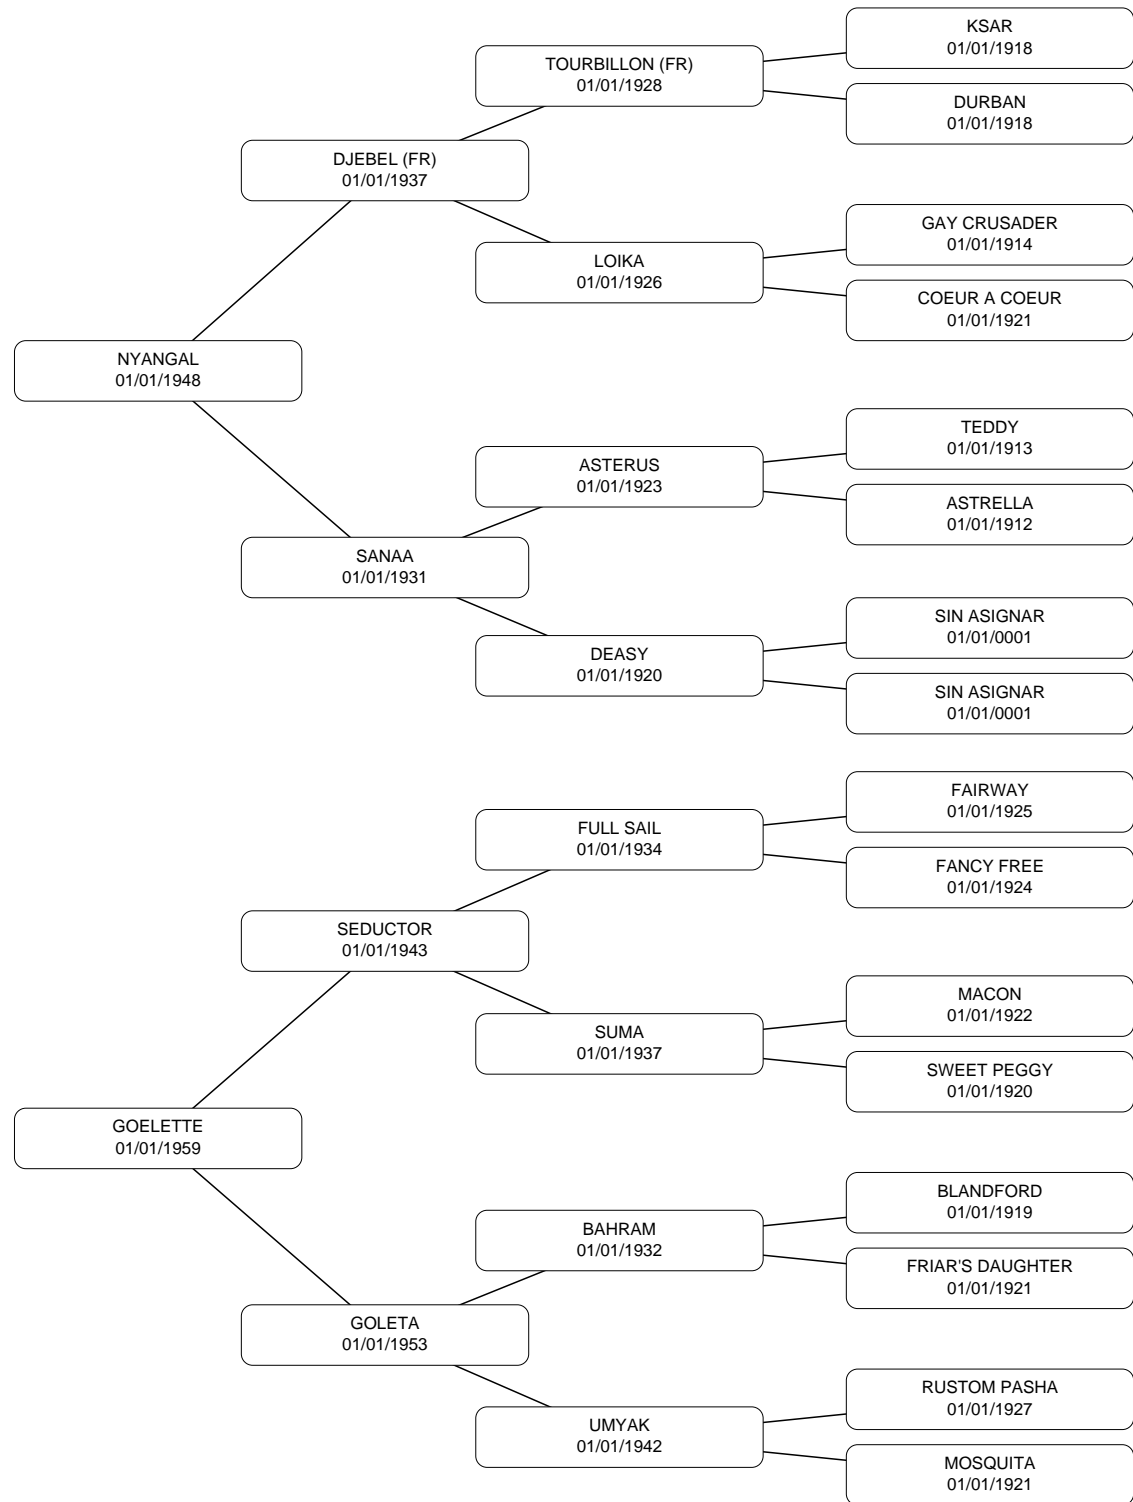 KSAR
01/01/1918
TOURBILLON (FR)
01/01/1928
DURBAN
01/01/1918
DJEBEL (FR)
01/01/1937
GAY CRUSADER
01/01/1914
LOIKA
01/01/1926
COEUR A COEUR
01/01/1921
NYANGAL
01/01/1948
TEDDY
01/01/1913
ASTERUS
01/01/1923
ASTRELLA
01/01/1912
SANAA
01/01/1931
SIN ASIGNAR
01/01/0001
DEASY
01/01/1920
SIN ASIGNAR
01/01/0001
FAIRWAY
01/01/1925
FULL SAIL
01/01/1934
FANCY FREE
01/01/1924
SEDUCTOR
01/01/1943
MACON
01/01/1922
SUMA
01/01/1937
SWEET PEGGY
01/01/1920
GOELETTE
01/01/1959
BLANDFORD
01/01/1919
BAHRAM
01/01/1932
FRIAR'S DAUGHTER
01/01/1921
GOLETA
01/01/1953
RUSTOM PASHA
01/01/1927
UMYAK
01/01/1942
MOSQUITA
01/01/1921